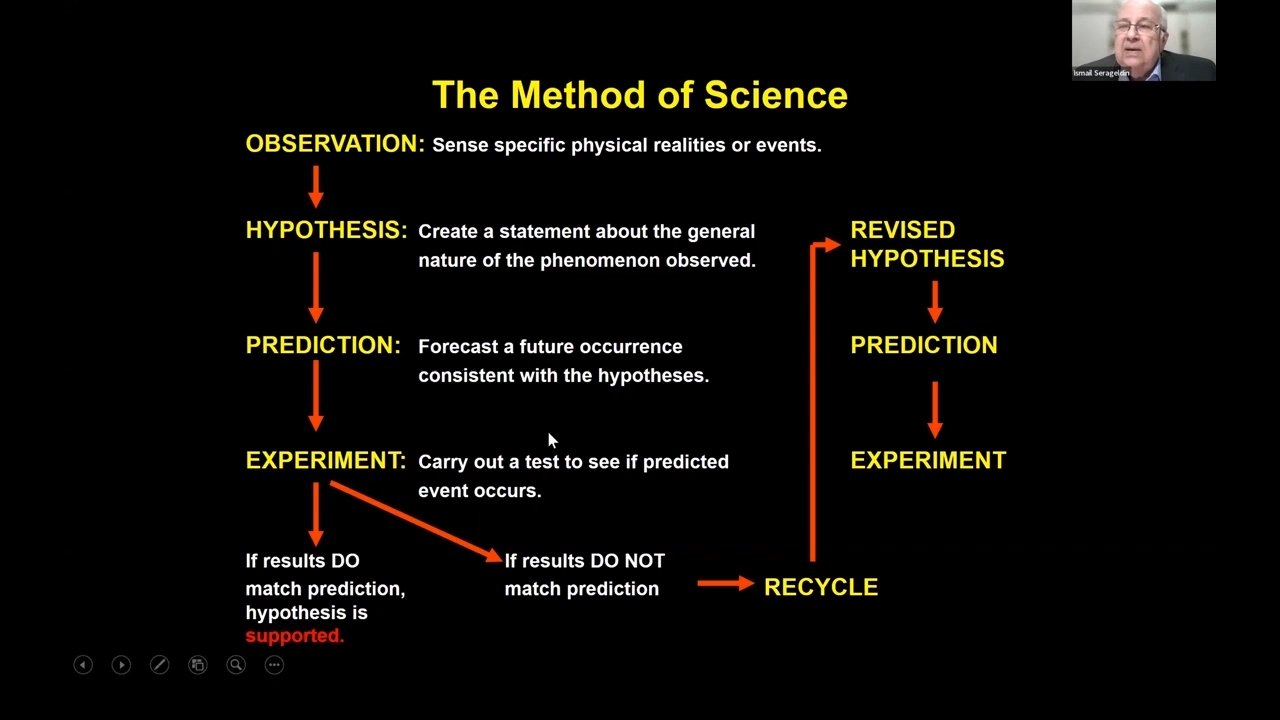 Ismail Serageldin
The Method of Science
OBSERVATION: Sense specific physical realities or events.
HYPOTHESIS: Create a statement about the general
nature of the phenomenon observed.
PREDICTION: Forecast a future occurrence
consistent with the hypotheses.
EXPERIMENT: Carry out a test to see if predicted
event occurs.
If results DO
match prediction,
hypothesis is
supported.
If results DO NOT
match prediction
RECYCLE
REVISED
HYPOTHESIS
PREDICTION
EXPERIMENT